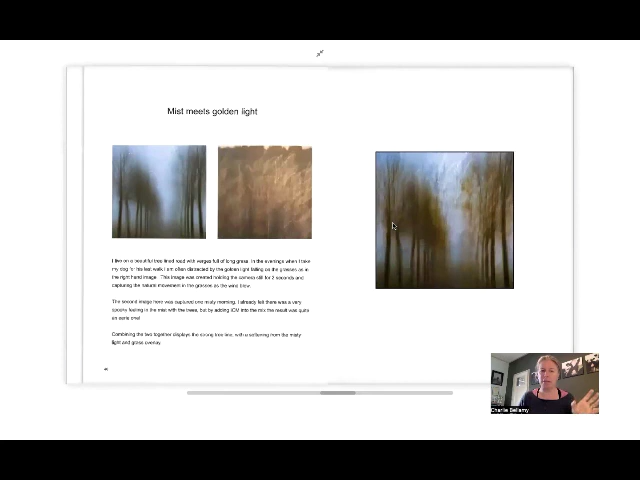 Mist meets golden light
I live on a beautiful tree lined road with verges full of long grass. In the evenings when I take
my dog for his last walk I am often distracted by the golden light falling on the grasses as in
the right hand image. This image was created holding the camera still for 2 seconds and
capturing the natural movement in the grasses as the wind blew.
The second image here was captured one misty morning. I already felt there was a very
spooky feeling in the mist with the trees, but by adding ICM into the mix the result was quite
an eerie one!
Combining the two together displays the strong tree line, with a softening from the misty
light and grass overlay.
Charlie Bellamy